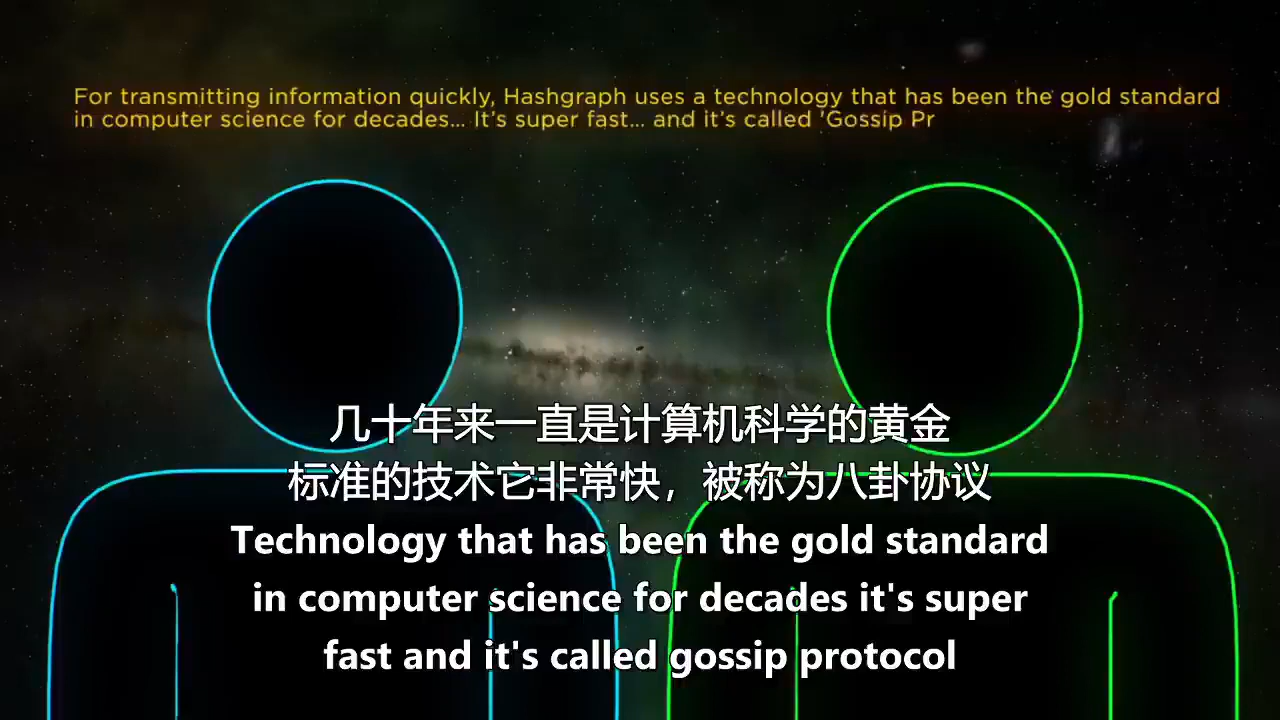 For transmitting information quickly, Hashgraph uses a technology that has been the gold standard
in computer science for decades... It's super fast... and it's called 'Gossip Pr
几十年来一直是计算机科学的黄金
标准的技术它非常快，被称为八卦协议
Technology that has been the gold standard
in computer science for decades it's super
fast and it's called gossip protocol